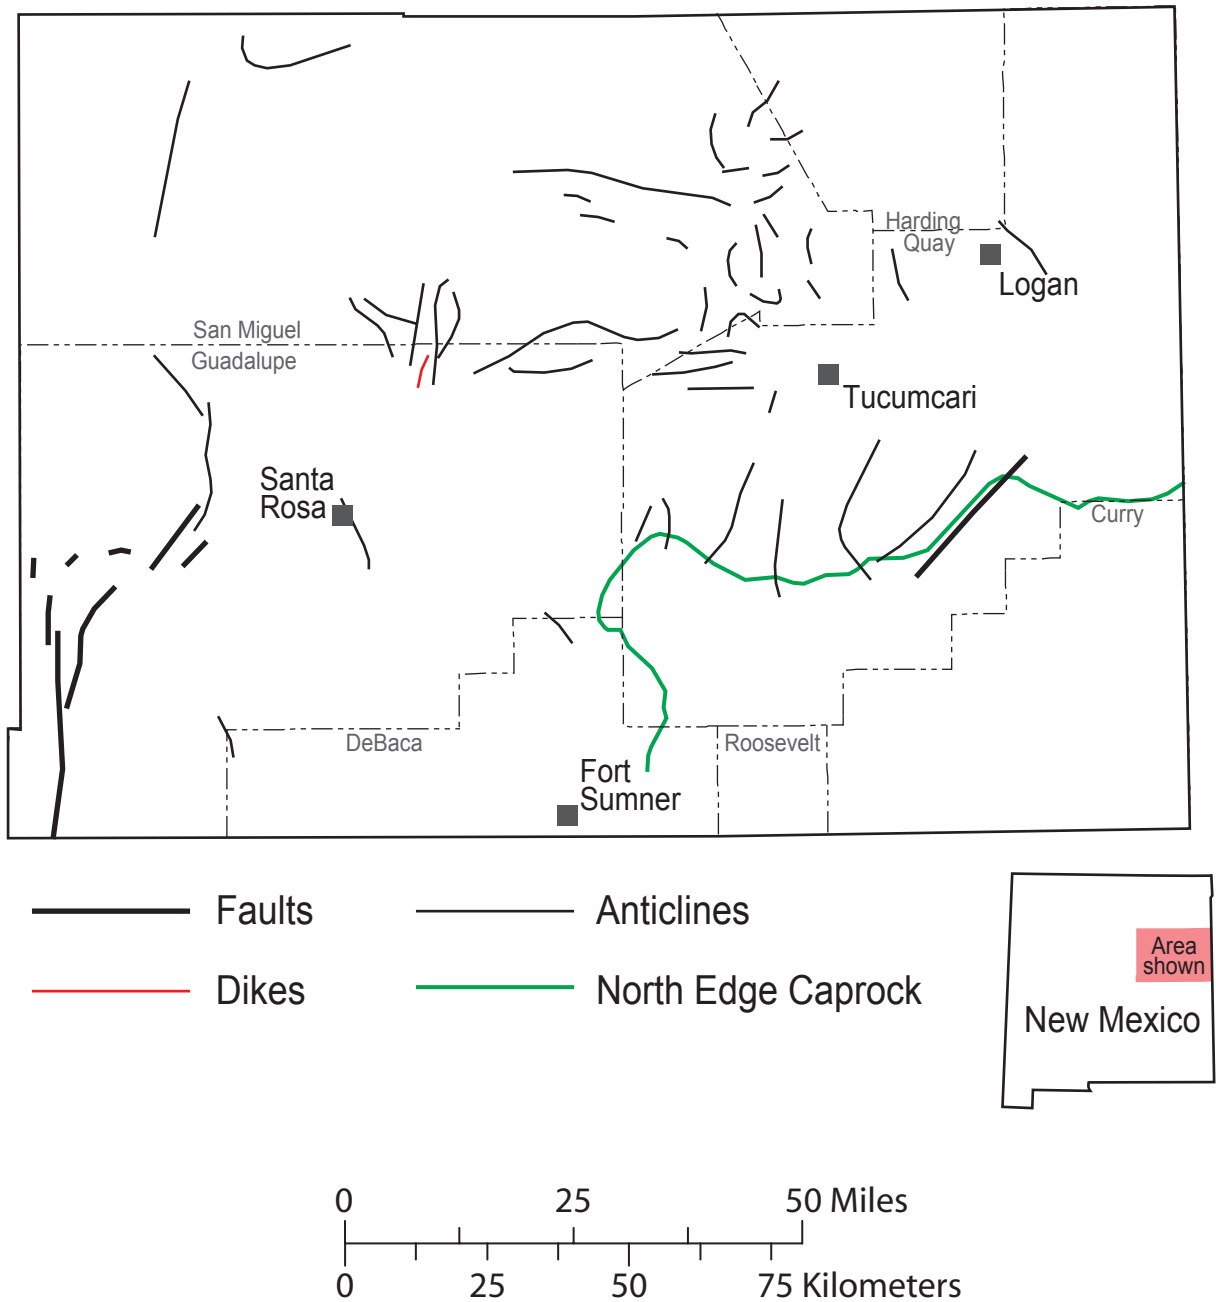 Harding
Quay
Logan
San Miguel
Guadalupe
Tucumcari
Santa
Rosa
Curry
DeBaca
Roosevelt
Fort
Sumner
Faults
Anticlines
Dikes
North Edge Caprock
Area
shown
New Mexico
0 25 50 Miles
0 25 50 75 Kilometers